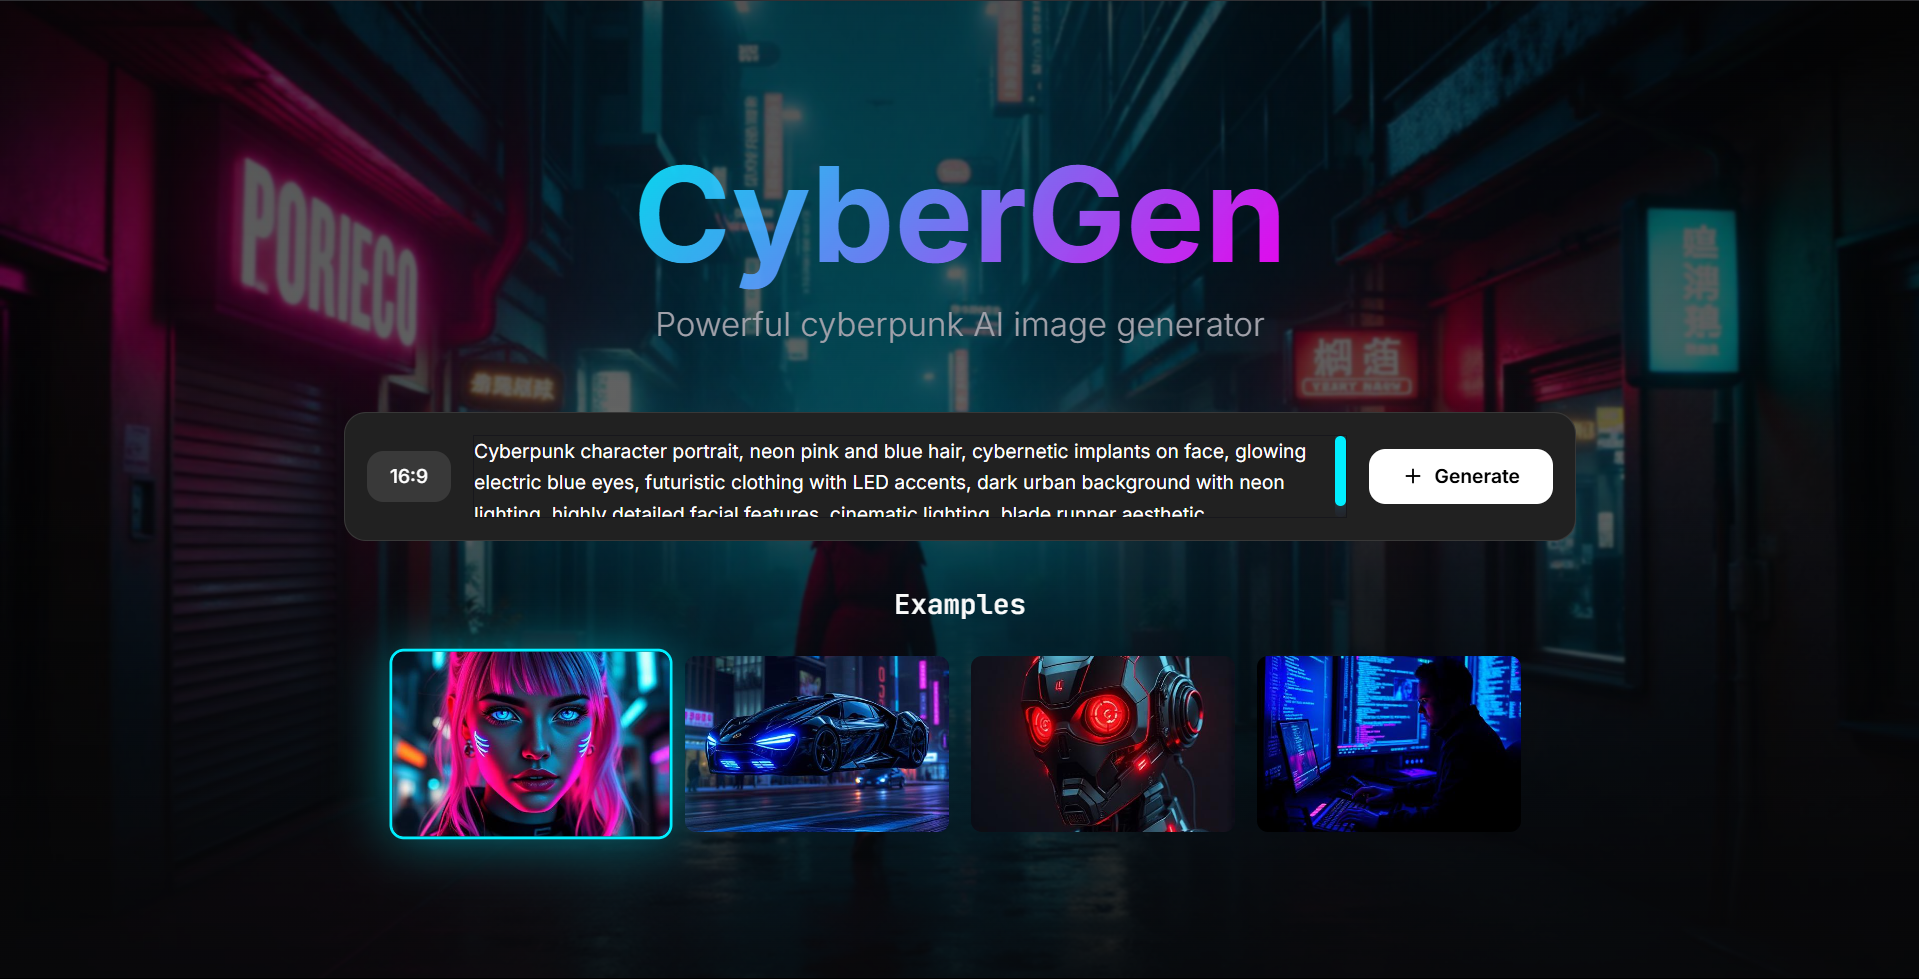 CyberGen
PORIECO
Powerful cyberpunk AI image generator
16:9
Cyberpunk character portrait, neon pink and blue hair, cybernetic implants on face, glowing
electric blue eyes, futuristic clothing with LED accents, dark urban background with neon
lighting, highly detailed facial features, cinematic lighting, blade runner aesthetic
+ Generate
Examples